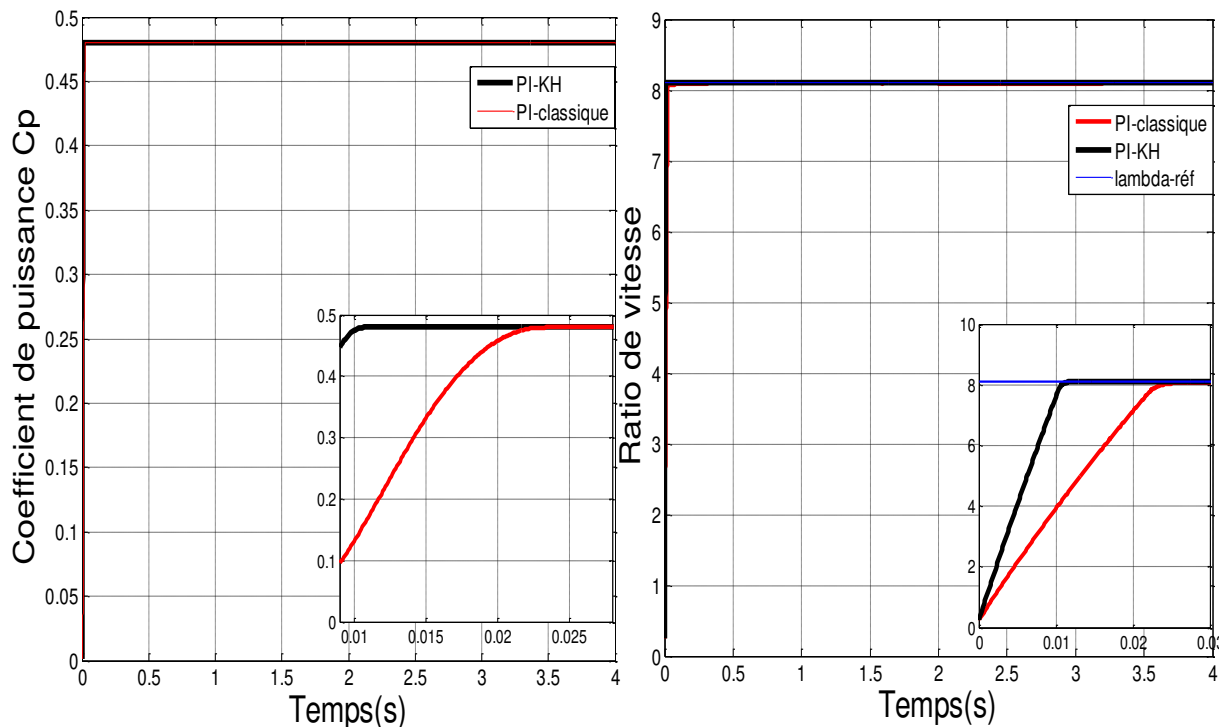 Coefficient de puissance Cp
0.5
0.45
0.4
0.35
0.3
0.25
0.2
0.15
0.1
0.05
0
0 0.5 1 1.5 2 2.5 3 3.5 4
Temps(s)
PI-KH
PI-classique
0.5
0.4
0.3
0.2
0.1
0
0.01 0.015 0.02 0.025
Ratio de vitesse
9
8
7
6
5
4
3
2
1
0
0 0.5 1 1.5 2 2.5 3 3.5 4
Temps(s)
PI-classique
PI-KH
lambda-réf
10
8
6
4
2
0
0 0.01 0.02 0.03